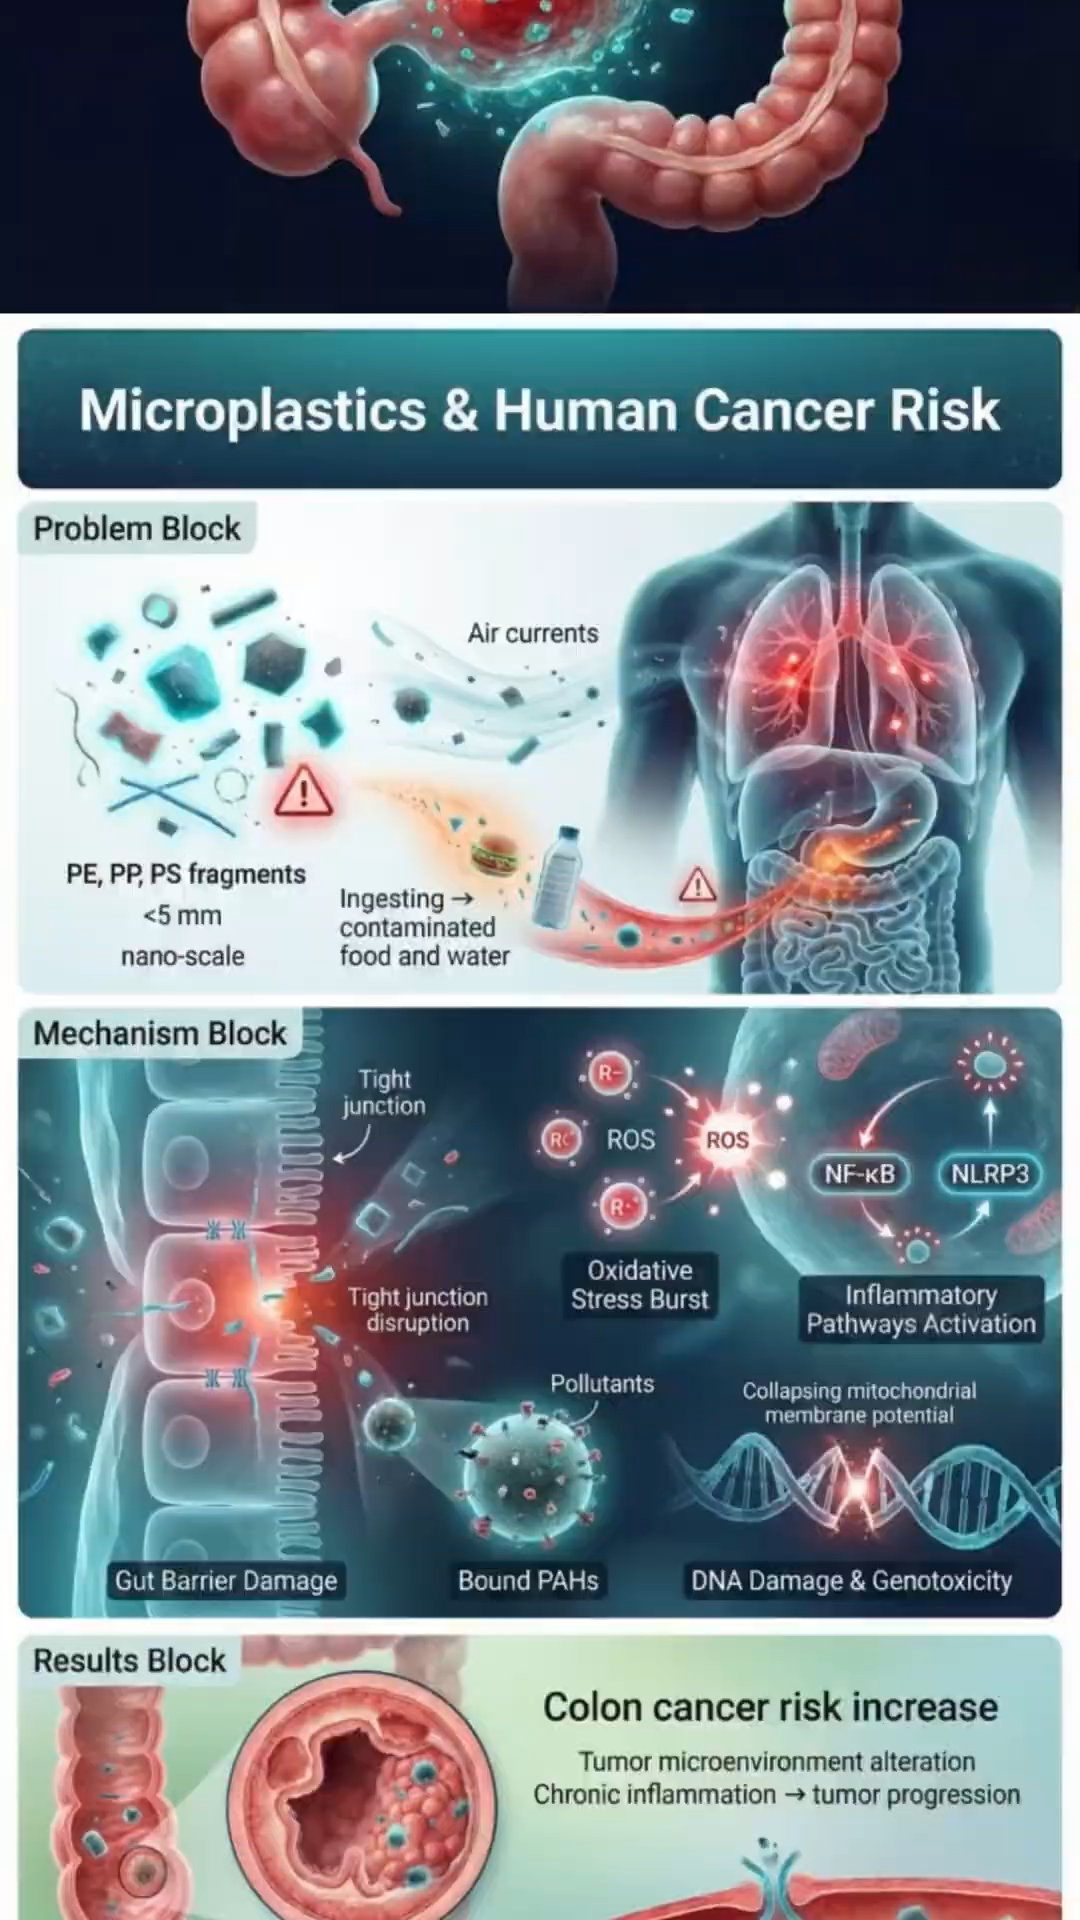 Microplastics & Human Cancer Risk
Problem Block
Air currents
PE, PP, PS fragments
<5 mm
nano-scale
Ingesting →
contaminated
food and water
Mechanism Block
Tight
junction
Tight junction
disruption
Gut Barrier Damage
R-
R
R
ROS
ROS
Oxidative
Stress Burst
NF-κB
NLRP3
Inflammatory
Pathways Activation
Pollutants
Bound PAHs
Collapsing mitochondrial
membrane potential
DNA Damage & Genotoxicity
Results Block
Colon cancer risk increase
Tumor microenvironment alteration
Chronic inflammation → tumor progression